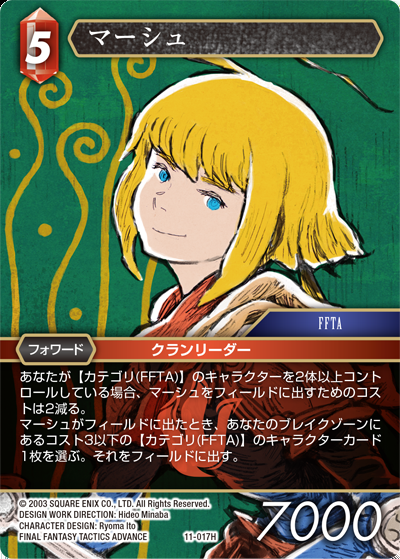 5
マーシュ
FFTA
フォワード
クランリーダー
あなたが【カテゴリ(FFTA)】のキャラクターを2体以上コント
ロールしている場合、マーシュをフィールドに出すためのコス
トは2減る。
マーシュがフィールドに出たとき、あなたのブレイクゾーンに
あるコスト3以下の【カテゴリ(FFTA)】のキャラクターカード
1枚を選ぶ。それをフィールドに出す。
© 2003 SQUARE ENIX CO., LTD. All Rights Reserved.
DESIGN WORK DIRECTION: Hideo Minaba
CHARACTER DESIGN: Ryoma Ito
FINAL FANTASY TACTICS ADVANCE
11-017H
7000